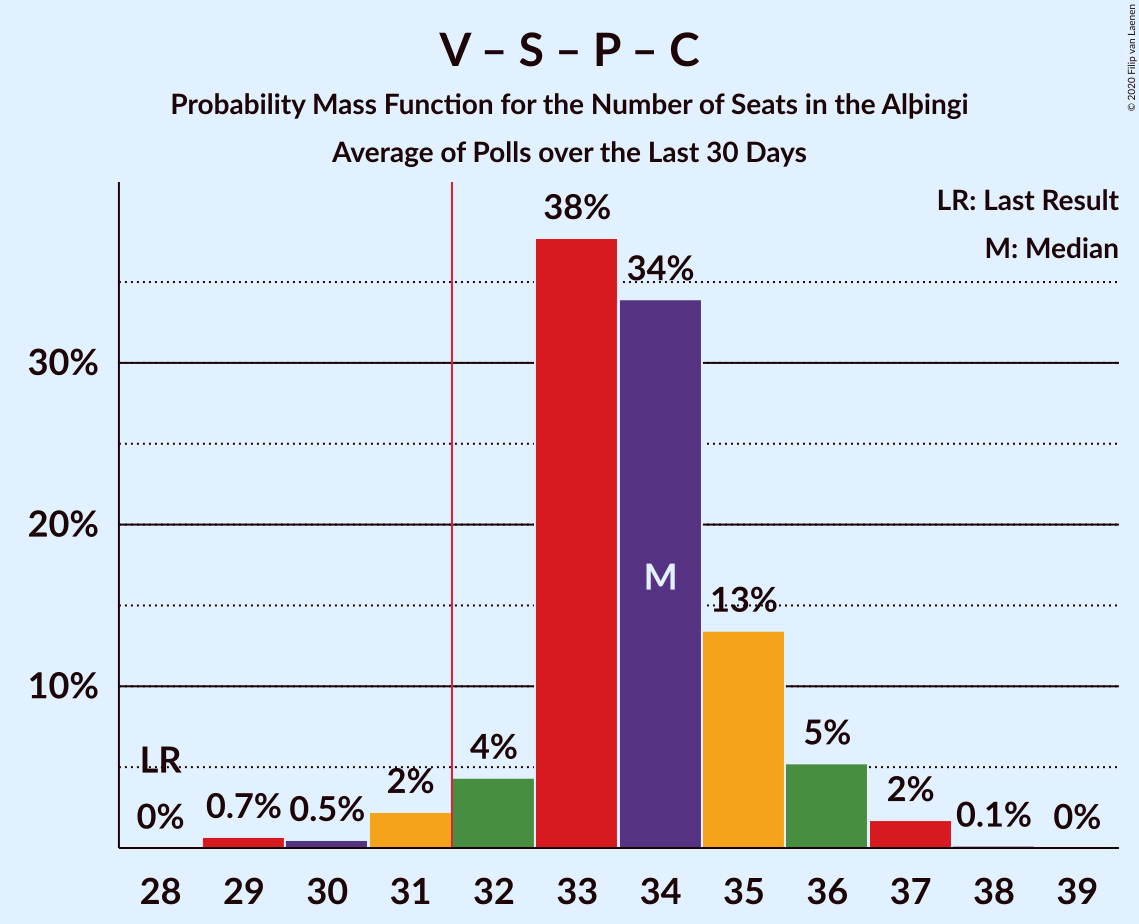 V – S – P – C
Probability Mass Function for the Number of Seats in the Alþingi
Average of Polls over the Last 30 Days
© 2020 Filip van Laenen
LR: Last Result
M: Median
38%
34%
30%
20%
M
13%
10%
LR
0%
0.7%
0.5%
2%
4%
5%
2%
0.1%
0%
28 29 30 31 32 33 34 35 36 37 38 39